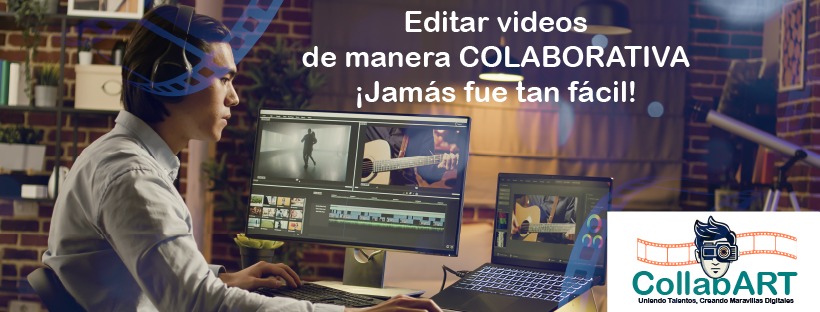 Editar videos
de manera COLABORATIVA
¡Jamás fue tan fácil!
CollabART
Uniendo Talentos, Creando Maravillas Digitales